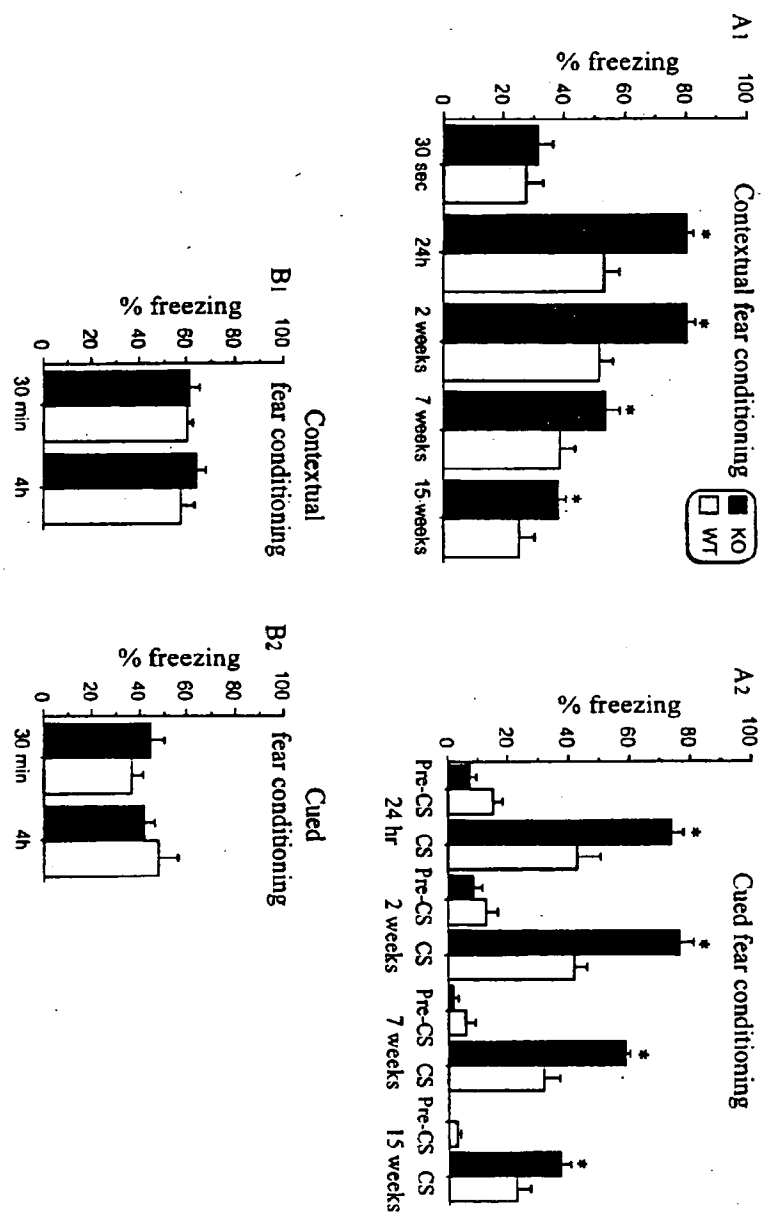 A1
Contextual fear conditioning
KO
WT
% freezing
100
80
60
40
20
0
*
*
*
*
30 sec
24h
2 weeks
7 weeks
15 weeks
A2
Cued fear conditioning
% freezing
100
80
60
40
20
0
*
*
*
*
Pre-CS CS Pre-CS CS Pre-CS CS Pre-CS CS
24 hr 2 weeks 7 weeks 15 weeks
B1
Contextual
fear conditioning
% freezing
100
80
60
40
20
0
30 min
4h
B2
Cued
fear conditioning
% freezing
100
80
60
40
20
0
30 min
4h